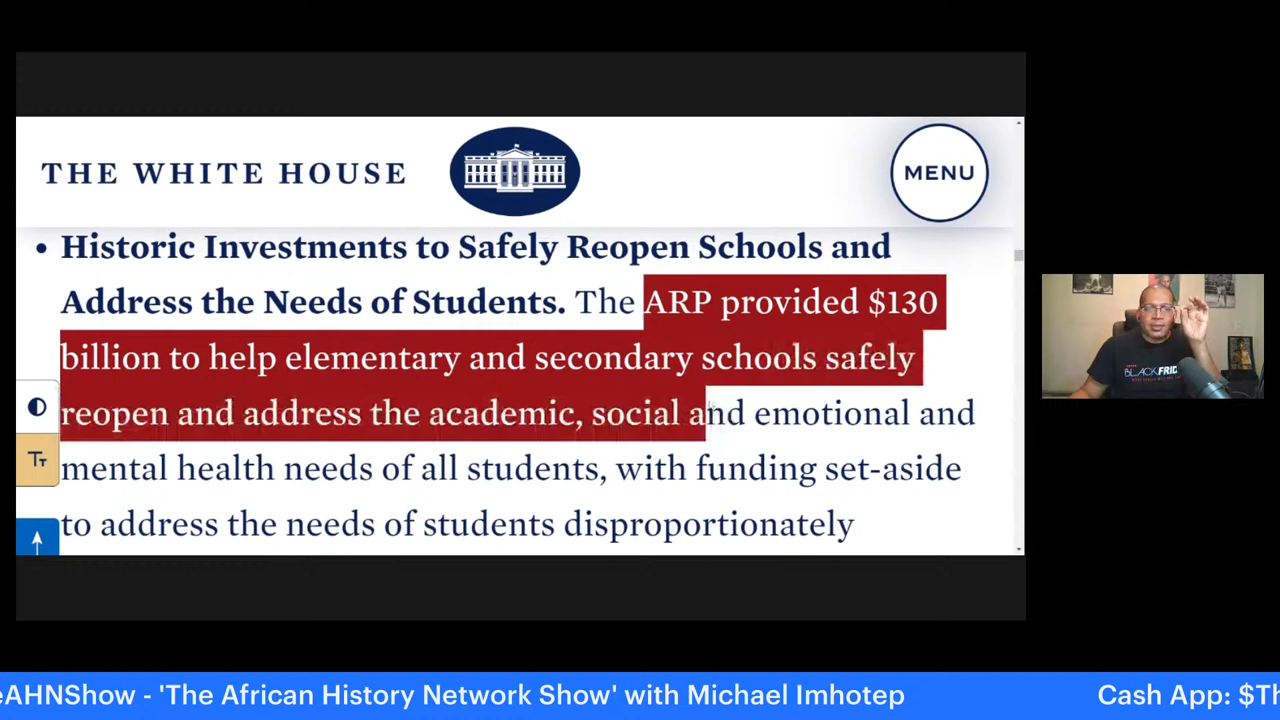 THE WHITE HOUSE
MENU
• Historic Investments to Safely Reopen Schools and
Address the Needs of Students. The ARP provided $130
billion to help elementary and secondary schools safely
reopen and address the academic, social and emotional and
mental health needs of all students, with funding set-aside
to address the needs of students disproportionately
TT
BLACK FRID
eAHNShow - 'The African History Network Show' with Michael Imhotep
Cash App: $Th